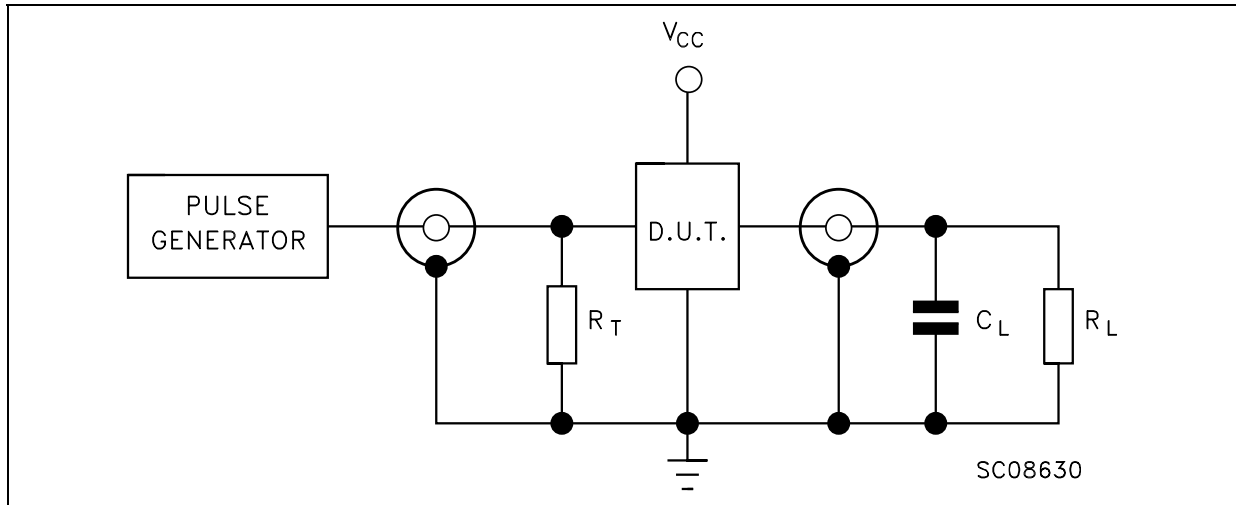 VCC
PULSE
GENERATOR
D.U.T.
RT
CL
RL
SC08630